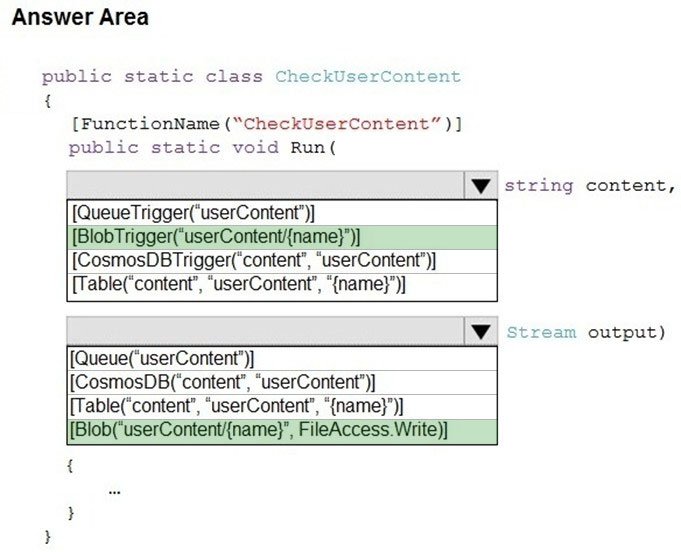 Answer Area
public static class CheckUserContent
{
[FunctionName(“CheckUserContent”)]
public static void Run(
string content,
[QueueTrigger(“userContent”)]
[BlobTrigger(“userContent/{name}”)]
[CosmosDBTrigger(“content”, “userContent”)]
[Table(“content”, “userContent”, “{name}”)]
Stream output)
[Queue(“userContent”)]
[CosmosDB(“content”, “userContent”)]
[Table(“content”, “userContent”, “{name}”)]
[Blob(“userContent/{name}”, FileAccess.Write)]
{
...
}
}